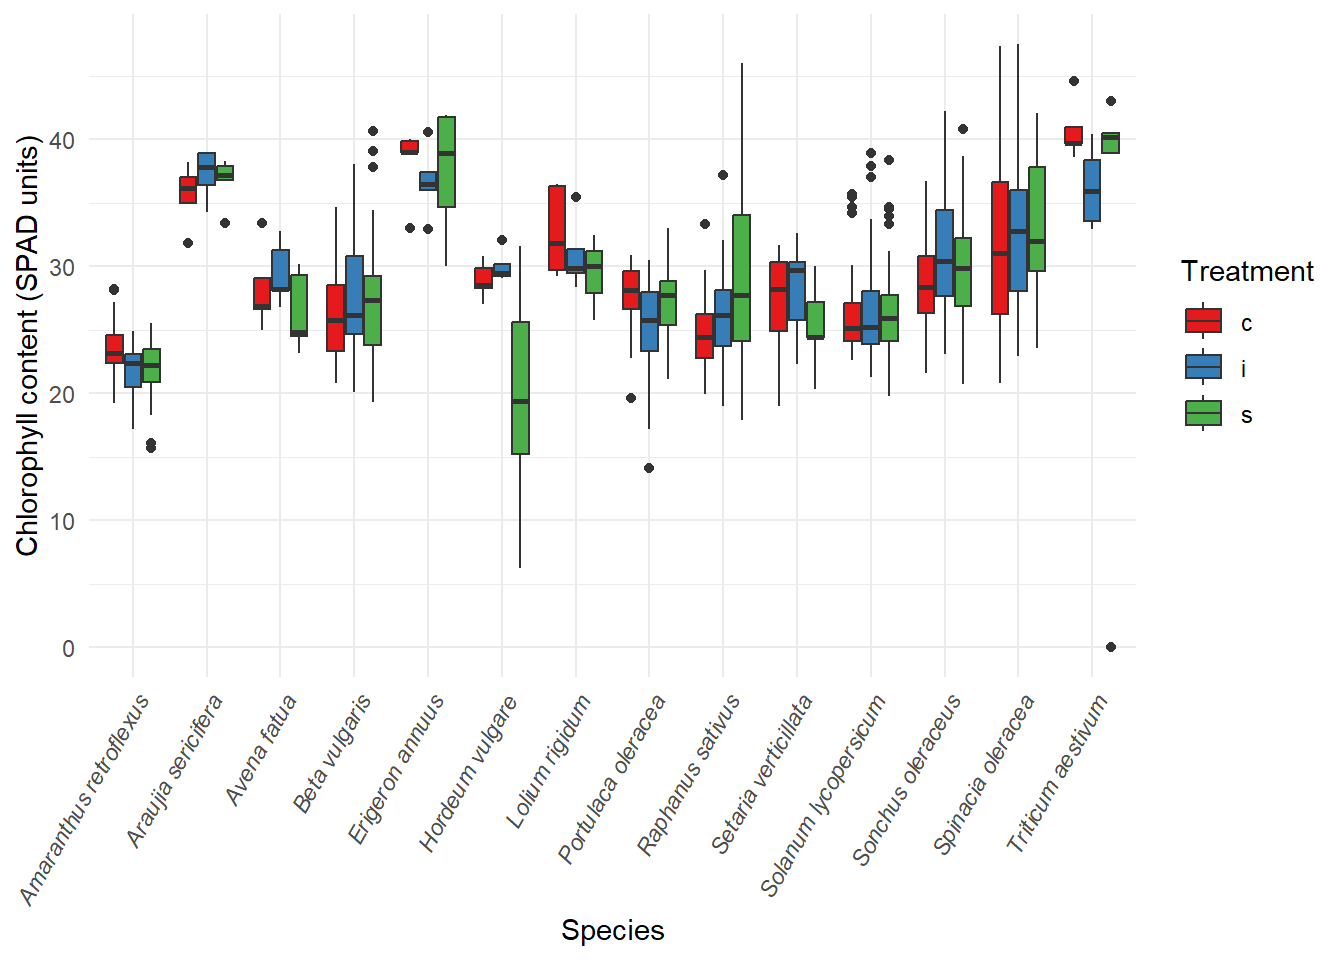 Chlorophyll content (SPAD units)
40
30
20
10
0
Amaranthus retroflexus
Araujia sericifera
Avena fatua
Beta vulgaris
Erigeron annuus
Hordeum vulgare
Lolium rigidum
Portulaca oleracea
Raphanus sativus
Setaria verticillata
Solanum lycopersicum
Sonchus oleraceus
Spinacia oleracea
Triticum aestivum
Species
Treatment
c
i
s